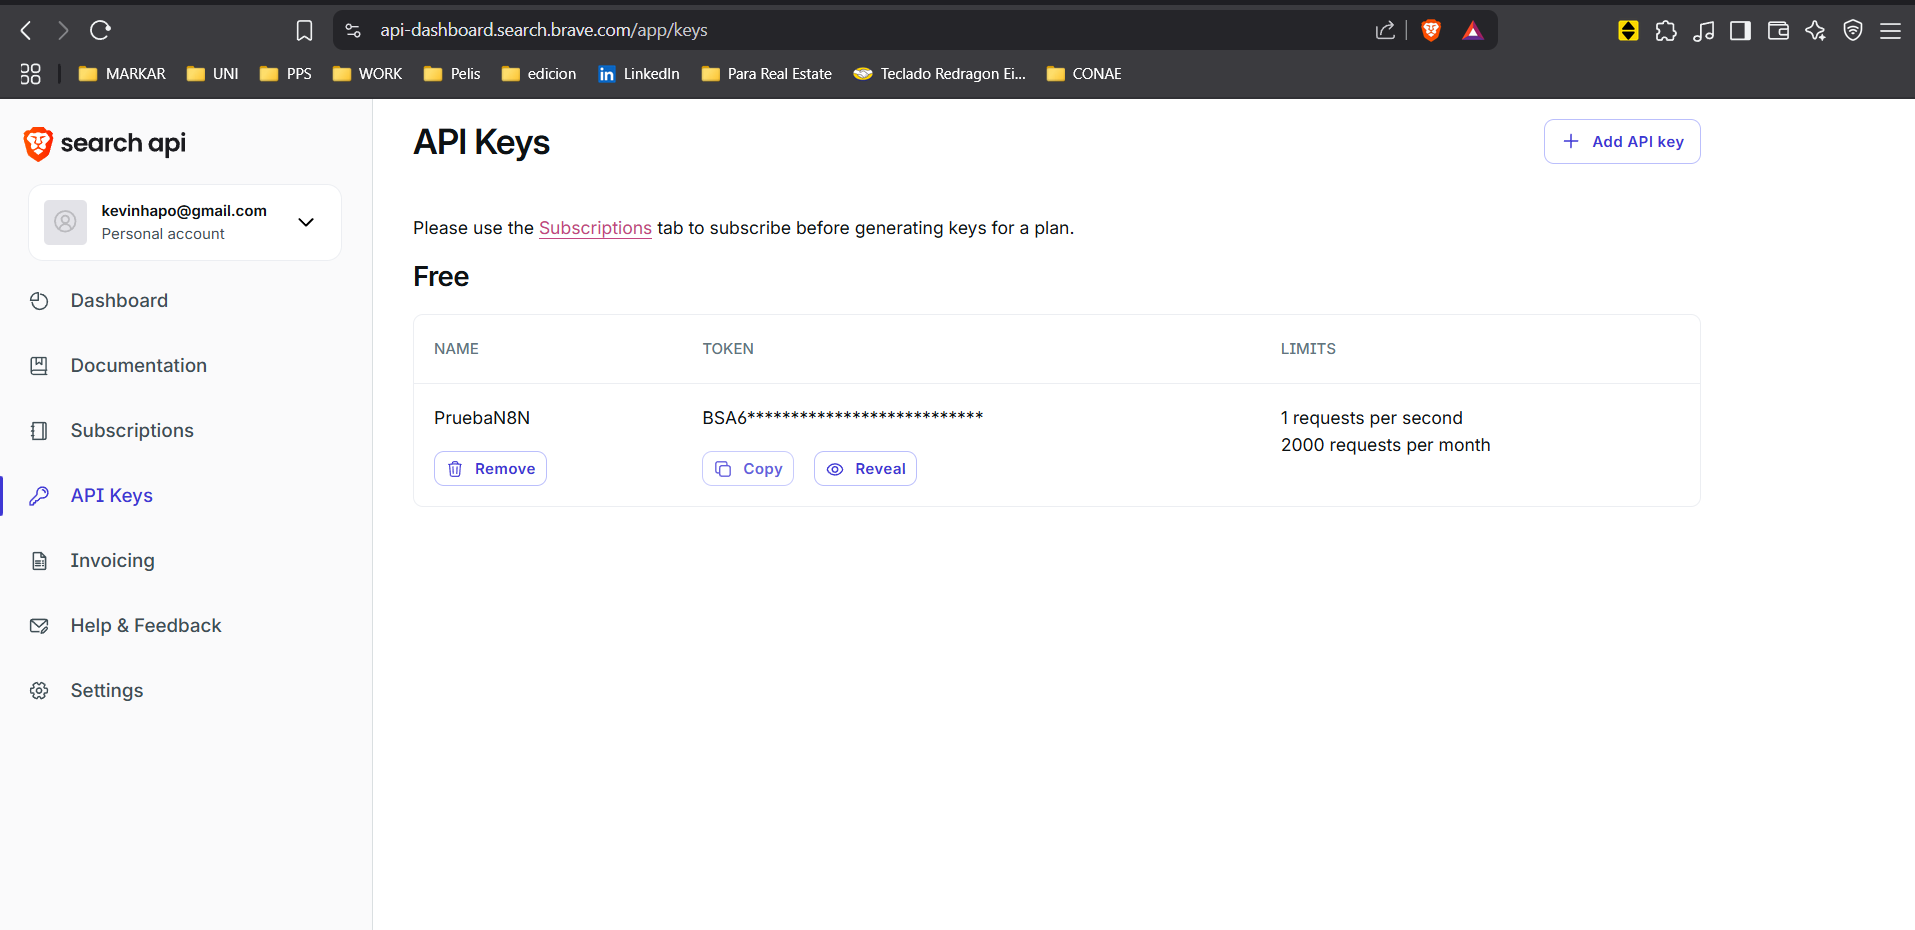 api-dashboard.search.brave.com/app/keys
MARKAR
UNI
PPS
WORK
Pelis
edicion
in LinkedIn
Para Real Estate
Teclado Redragon Ei...
CONAE
search api
kevinhapo@gmail.com
Personal account
Dashboard
Documentation
Subscriptions
API Keys
Invoicing
Help & Feedback
Settings
API Keys
+ Add API key
Please use the Subscriptions tab to subscribe before generating keys for a plan.
Free
NAME TOKEN LIMITS
PruebaN8N BSA6*************************** 1 requests per second
2000 requests per month
Remove Copy Reveal